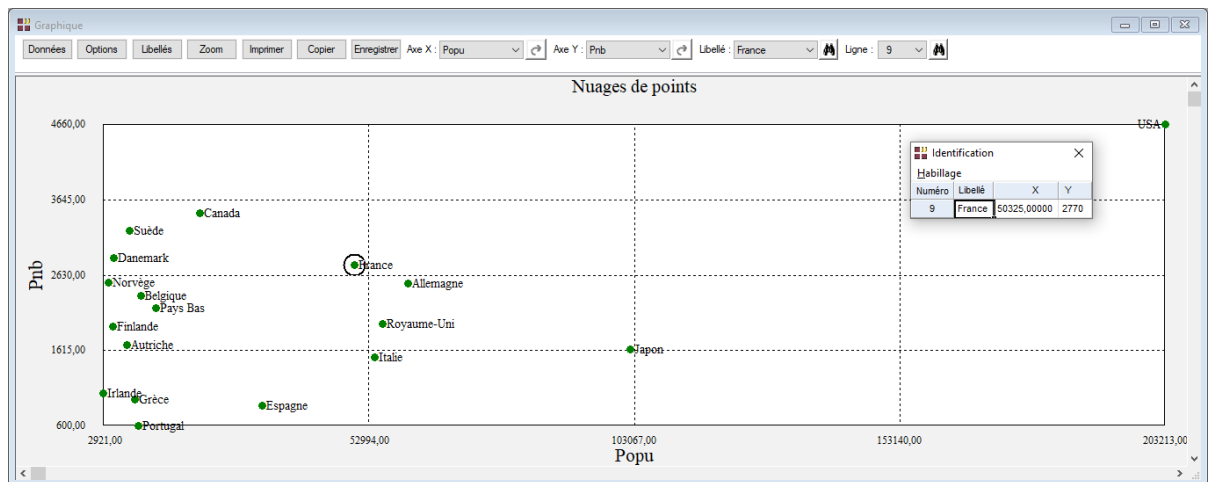 Graphique
Données Options Libellés Zoom Imprimer Copier Enregistrer Axe X : Popu Axe Y : Pnb Libellé : France Ligne : 9
Nuages de points
4660,00
USA
Identification
Habillage
Numéro Libellé X Y
9 France 50325,00000 2770
3645,00
Canada
Suède
Danemark
France
Pnb
2630,00
Norvège
Allemagne
Belgique
Pays Bas
Finlande
Royaume-Uni
Autriche
1615,00
Japon
Italie
Irlande
Grèce
Espagne
600,00
Portugal
2921,00 52994,00 103067,00 153140,00 203213,00
Popu